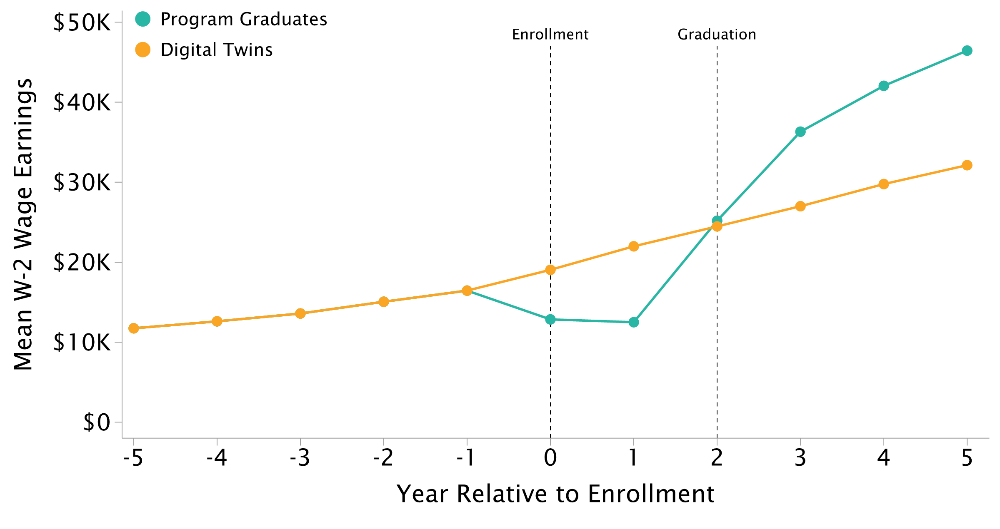 Program Graduates
Digital Twins
Enrollment
Graduation
Mean W-2 Wage Earnings
$50K
$40K
$30K
$20K
$10K
$0
-5 -4 -3 -2 -1 0 1 2 3 4 5
Year Relative to Enrollment